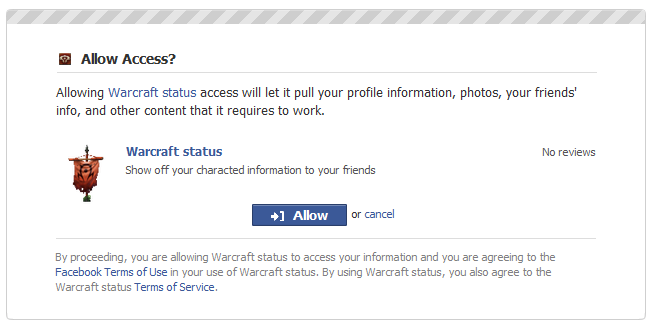 Allow Access?
Allowing Warcraft status access will let it pull your profile information, photos, your friends'
info, and other content that it requires to work.
Warcraft status
No reviews
Show off your characted information to your friends
Allow or cancel
By proceeding, you are allowing Warcraft status to access your information and you are agreeing to the
Facebook Terms of Use in your use of Warcraft status. By using Warcraft status, you also agree to the
Warcraft status Terms of Service.